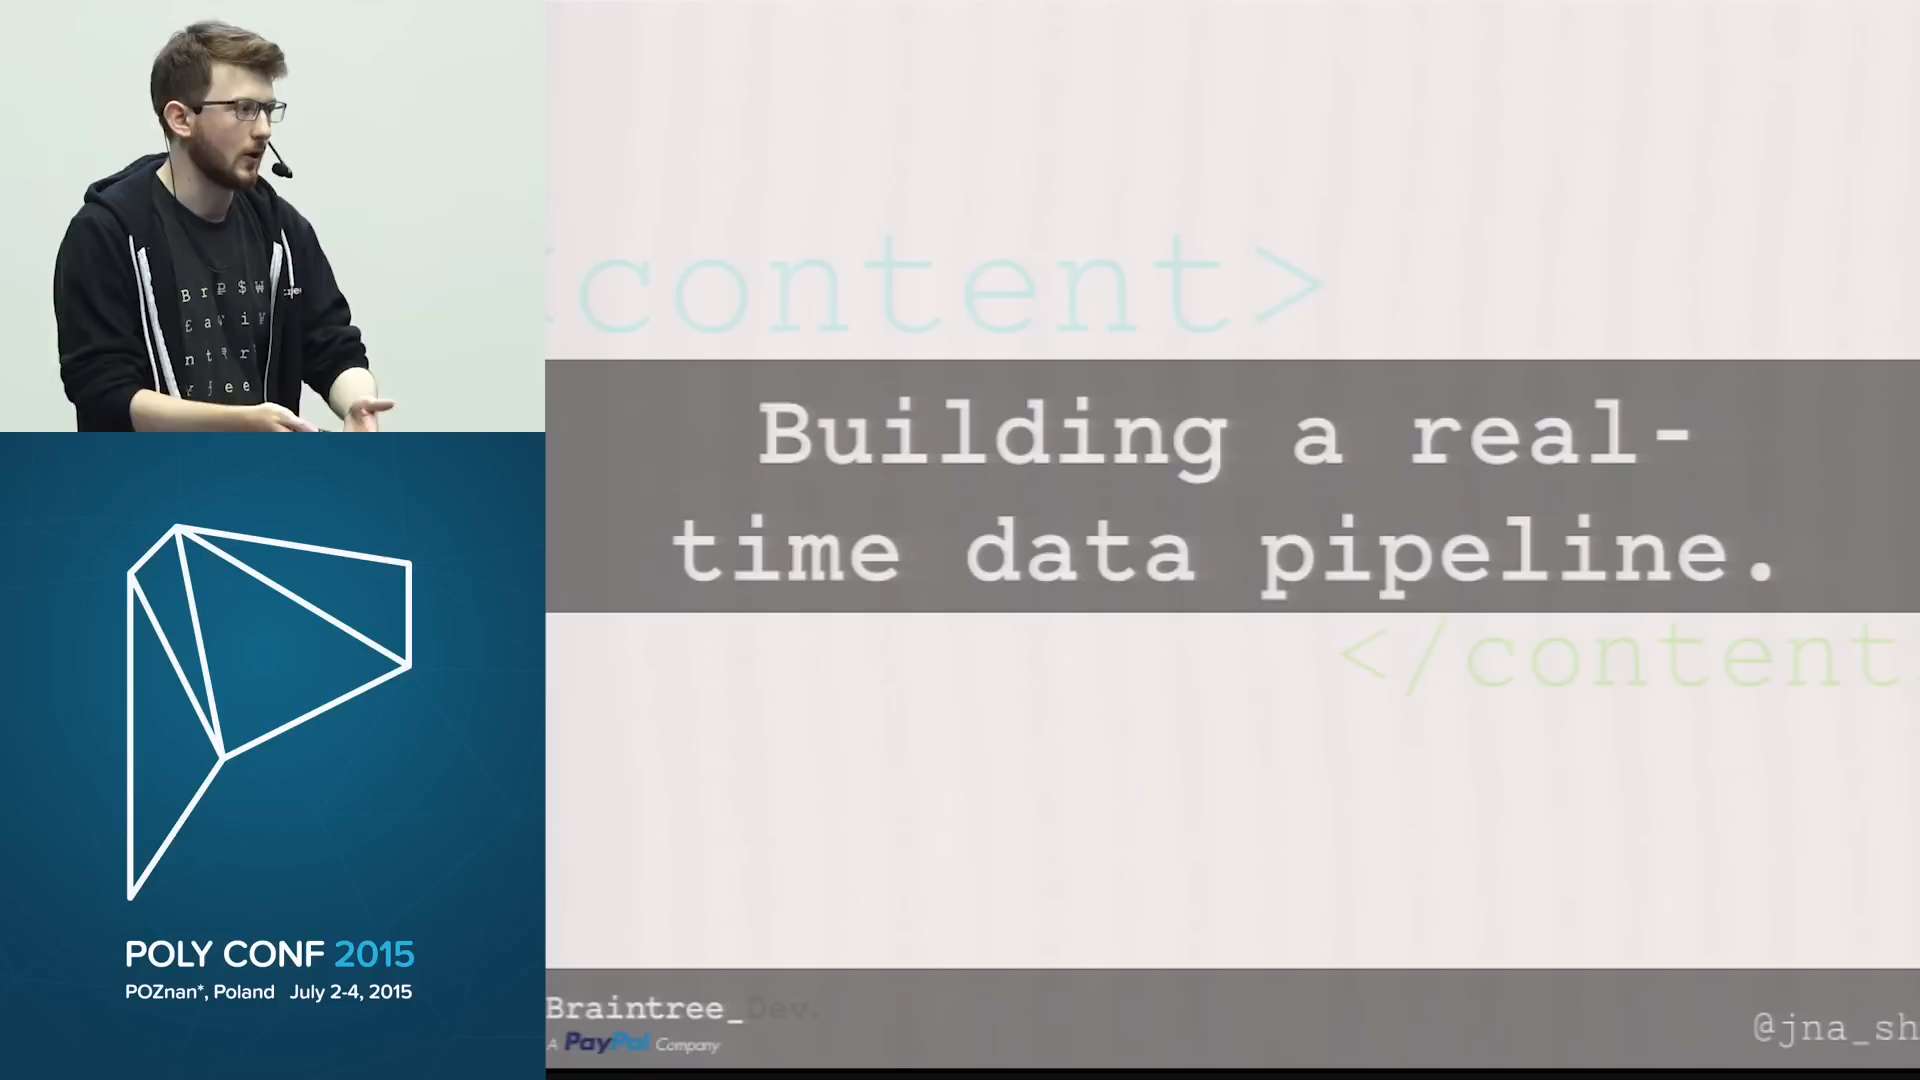 <content>
Building a real-
time data pipeline.
</content
Braintree_Dev.
A PayPal Company
@jna_sh
B r ₽ $ ₩
n t ₹ r
POLY CONF 2015
POZnan*, Poland July 2-4, 2015